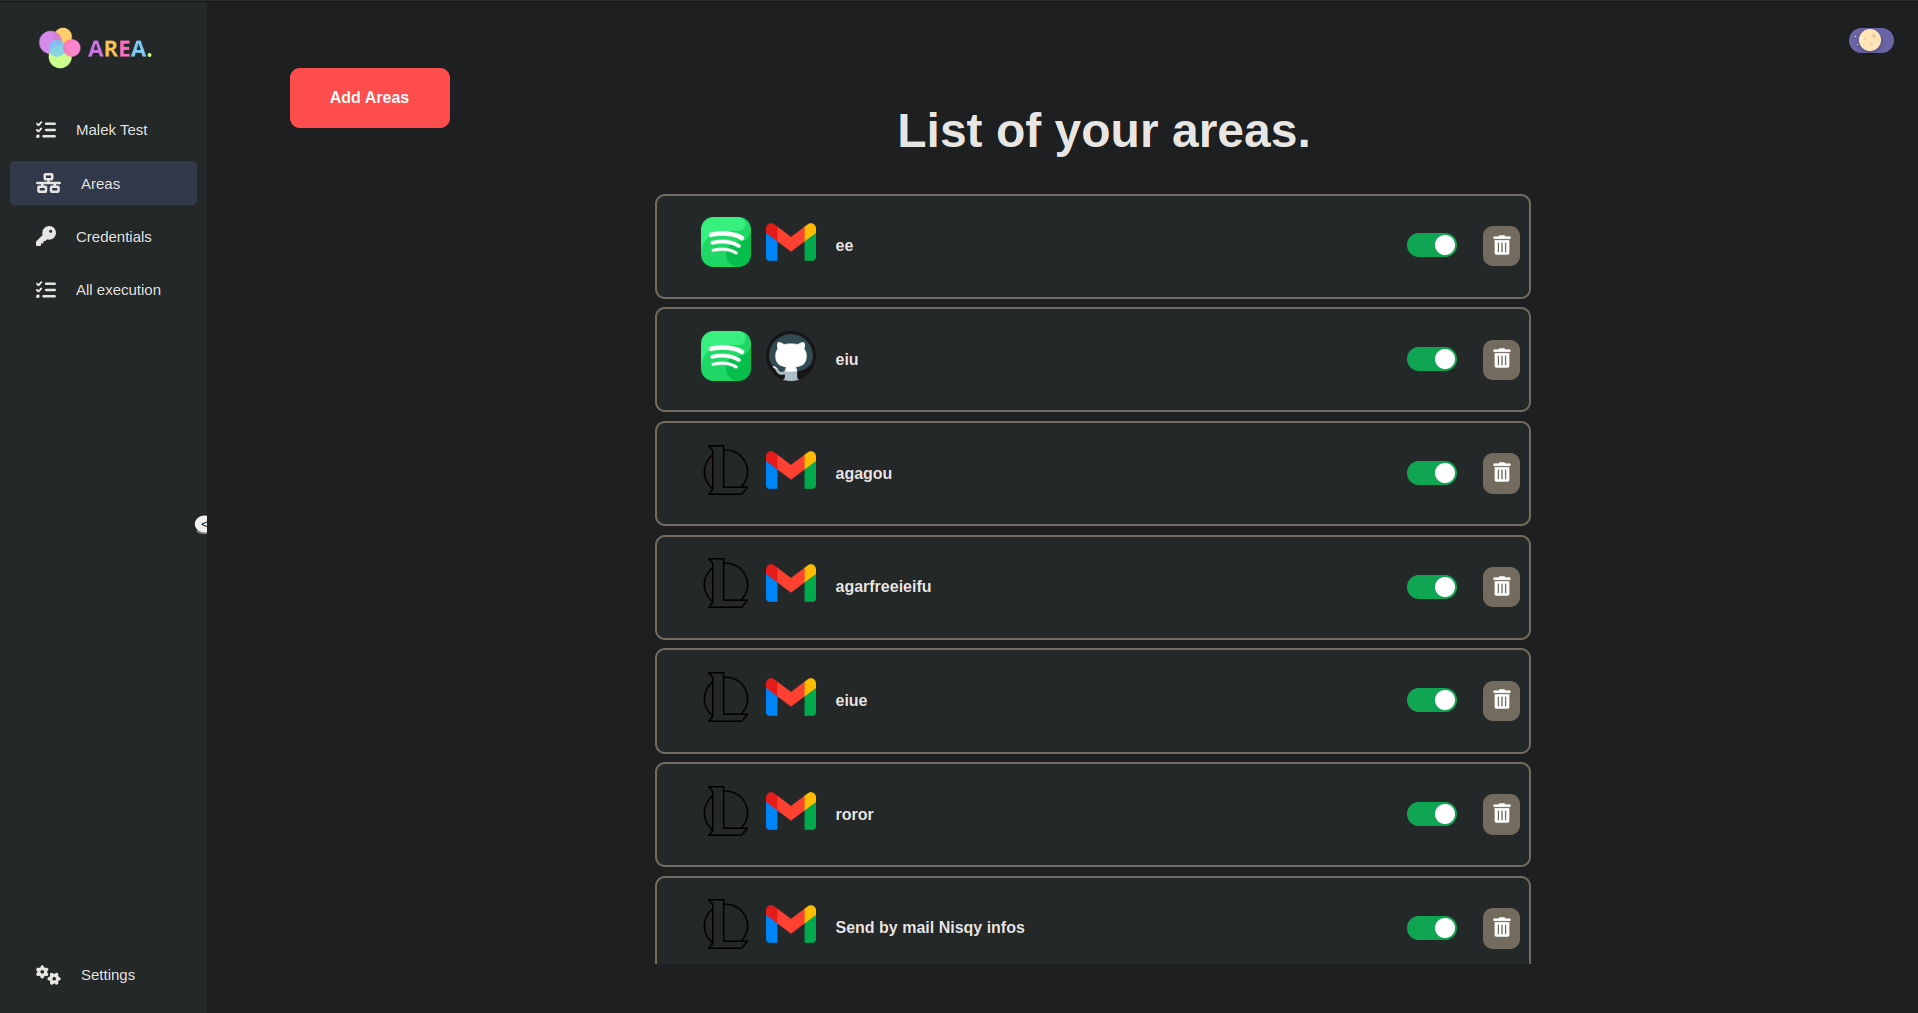 AREA.
Malek Test
Areas
Credentials
All execution
Settings
<
Add Areas
List of your areas.
ee
eiu
agagou
agarfreeieifu
eiue
roror
Send by mail Nisqy infos